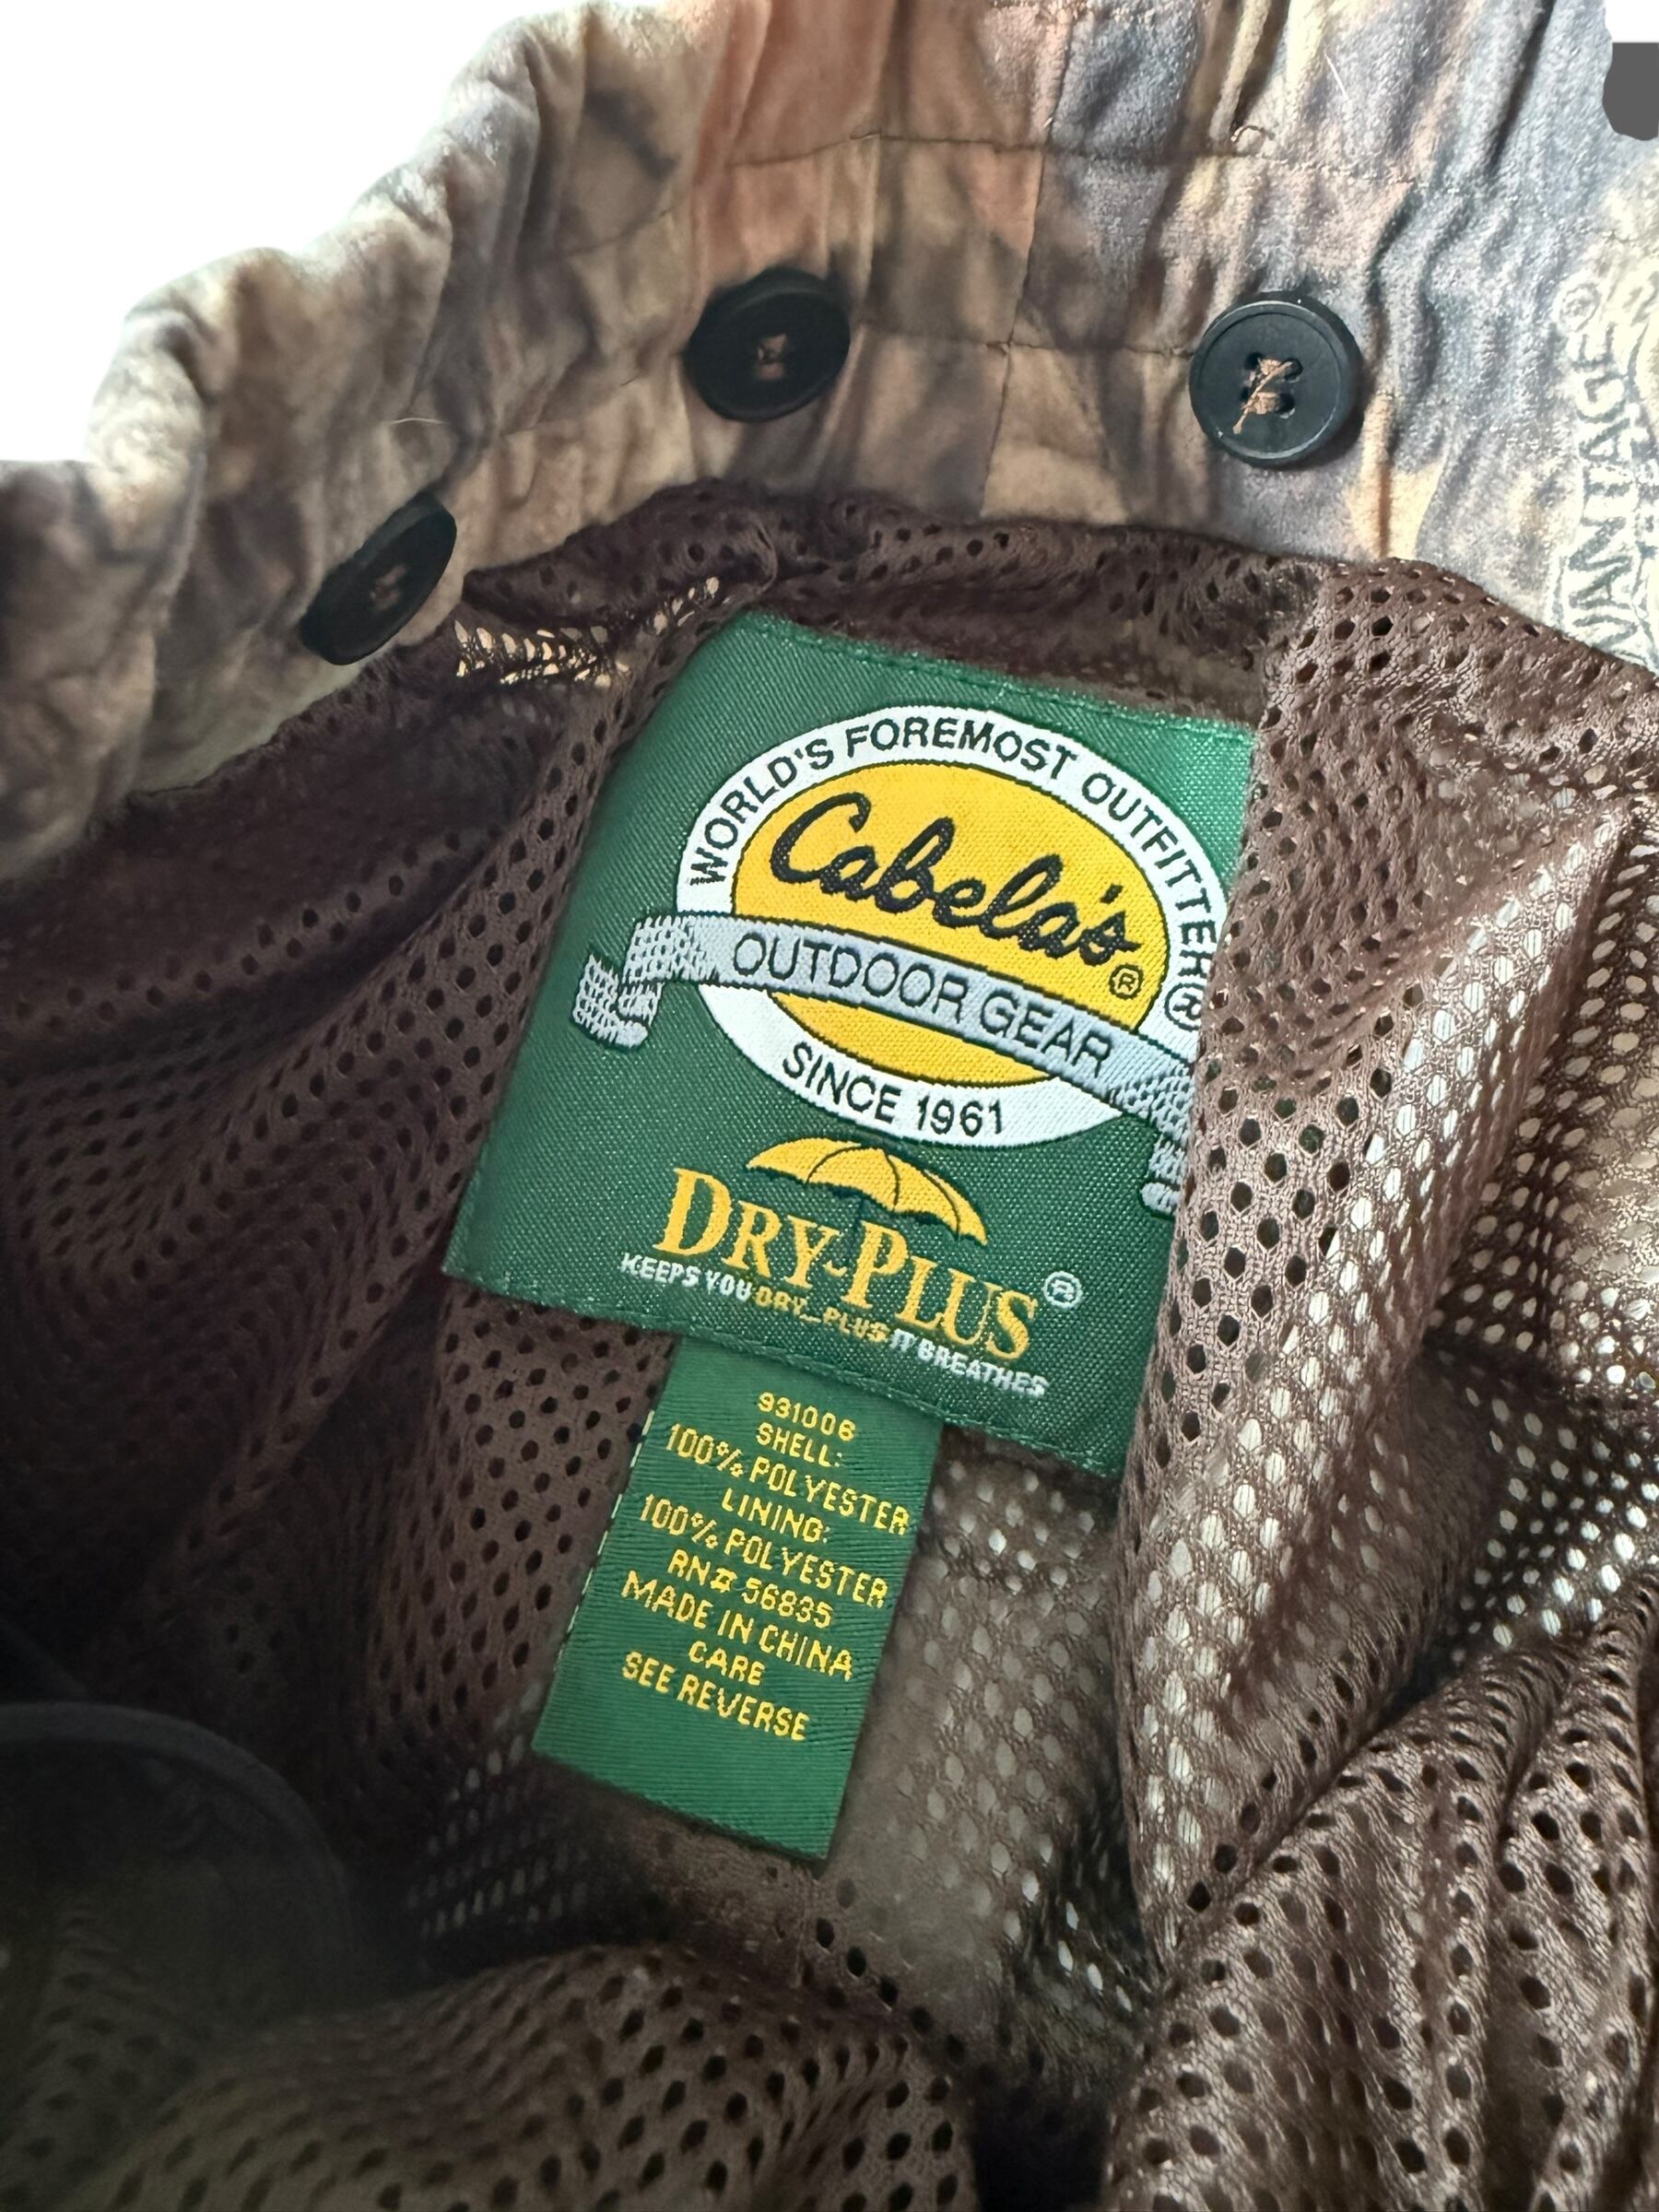 VANTAGE®
WORLD'S FOREMOST OUTFITTER®
Cabela's®
OUTDOOR GEAR
SINCE 1961
DRY-PLUS®
KEEPS YOU DRY_PLUS IT BREATHES
931006
SHELL:
100% POLYESTER
LINING:
100% POLYESTER
RN# 56835
MADE IN CHINA
CARE
SEE REVERSE